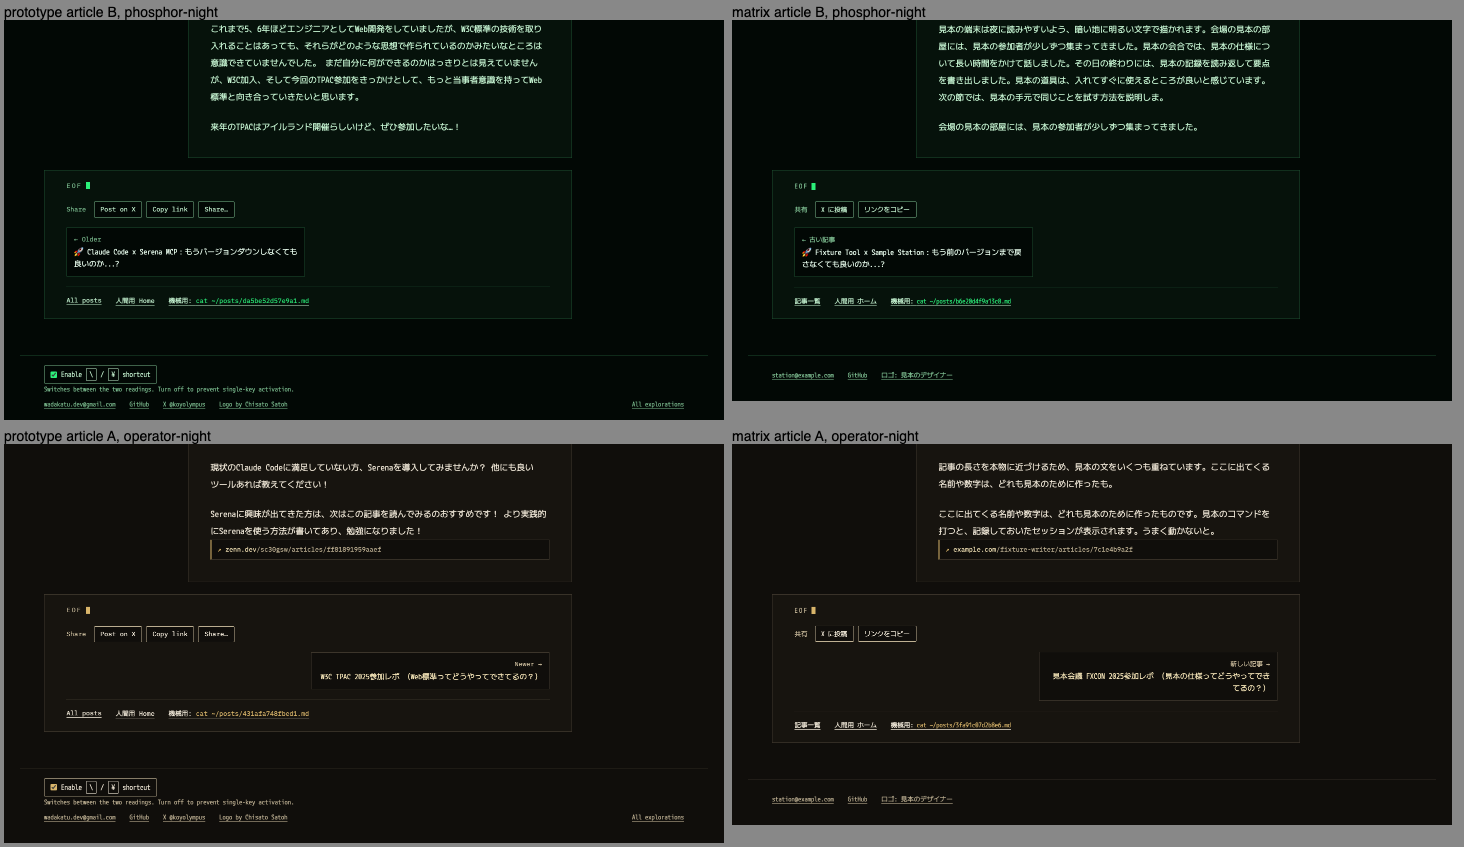 prototype article B, phosphor-night
これまで5、6年ほどエンジニアとしてWeb開発をしていましたが、W3C標準の技術を取り
入れることはあっても、それらがどのような思想で作られているのかみたいなところは
意識できていませんでした。 まだ自分に何ができるのかはっきりとは見えていません
が、W3C加入、そして今回のTPAC参加をきっかけとして、もっと当事者意識を持ってWeb
標準と向き合っていきたいと思います。
来年のTPACはアイルランド開催らしいけど、ぜひ参加したいな…！
EOF
Share Post on X Copy link Share…
← Older
🚀 Claude Code x Serena MCP：もうバージョンダウンしなくても
良いのか...?
All posts 人間用 Home 機械用: cat ~/posts/da5be52d57e9a1.md
Enable \ / ¥ shortcut
Switches between the two readings. Turn off to prevent single-key activation.
wadakatu.dev@gmail.com GitHub X @koyolympus Logo by Chisato Satoh All explorations
matrix article B, phosphor-night
見本の端末は夜に読みやすいよう、暗い地に明るい文字で描かれます。会場の見本の部
屋には、見本の参加者が少しずつ集まってきました。見本の会合では、見本の仕様につ
いて長い時間をかけて話しました。その日の終わりには、見本の記録を読み返して要点
を書き出しました。見本の道具は、入れてすぐに使えるところが良いと感じています。
次の節では、見本の手元で同じことを試す方法を説明しま。
会場の見本の部屋には、見本の参加者が少しずつ集まってきました。
EOF
共有 X に投稿 リンクをコピー
← 古い記事
🚀 Fixture Tool x Sample Station：もう前のバージョンまで戻
さなくても良いのか...?
記事一覧 人間用 ホーム 機械用: cat ~/posts/b6e20d4f9a13c8.md
station@example.com GitHub ロゴ: 見本のデザイナー
prototype article A, operator-night
現状のClaude Codeに満足していない方、Serenaを導入してみませんか？ 他にも良い
ツールあれば教えてください！
Serenaに興味が出てきた方は、次はこの記事を読んでみるのおすすめです！ より実践的
にSerenaを使う方法が書いてあり、勉強になりました！
↗ zenn.dev/sc30gsw/articles/ff81891959aaef
EOF
Share Post on X Copy link Share…
Newer →
W3C TPAC 2025参加レポ （Web標準ってどうやってできてるの？）
All posts 人間用 Home 機械用: cat ~/posts/431afa748fbed1.md
Enable \ / ¥ shortcut
Switches between the two readings. Turn off to prevent single-key activation.
wadakatu.dev@gmail.com GitHub X @koyolympus Logo by Chisato Satoh All explorations
matrix article A, operator-night
記事の長さを本物に近づけるため、見本の文をいくつも重ねています。ここに出てくる
名前や数字は、どれも見本のために作ったも。
ここに出てくる名前や数字は、どれも見本のために作ったものです。見本のコマンドを
打つと、記録しておいたセッションが表示されます。うまく動かないと。
↗ example.com/fixture-writer/articles/7c1e4b9a2f
EOF
共有 X に投稿 リンクをコピー
新しい記事 →
見本会議 FXCON 2025参加レポ （見本の仕様ってどうやってでき
てるの？）
記事一覧 人間用 ホーム 機械用: cat ~/posts/3fa91c07d2b8e6.md
station@example.com GitHub ロゴ: 見本のデザイナー